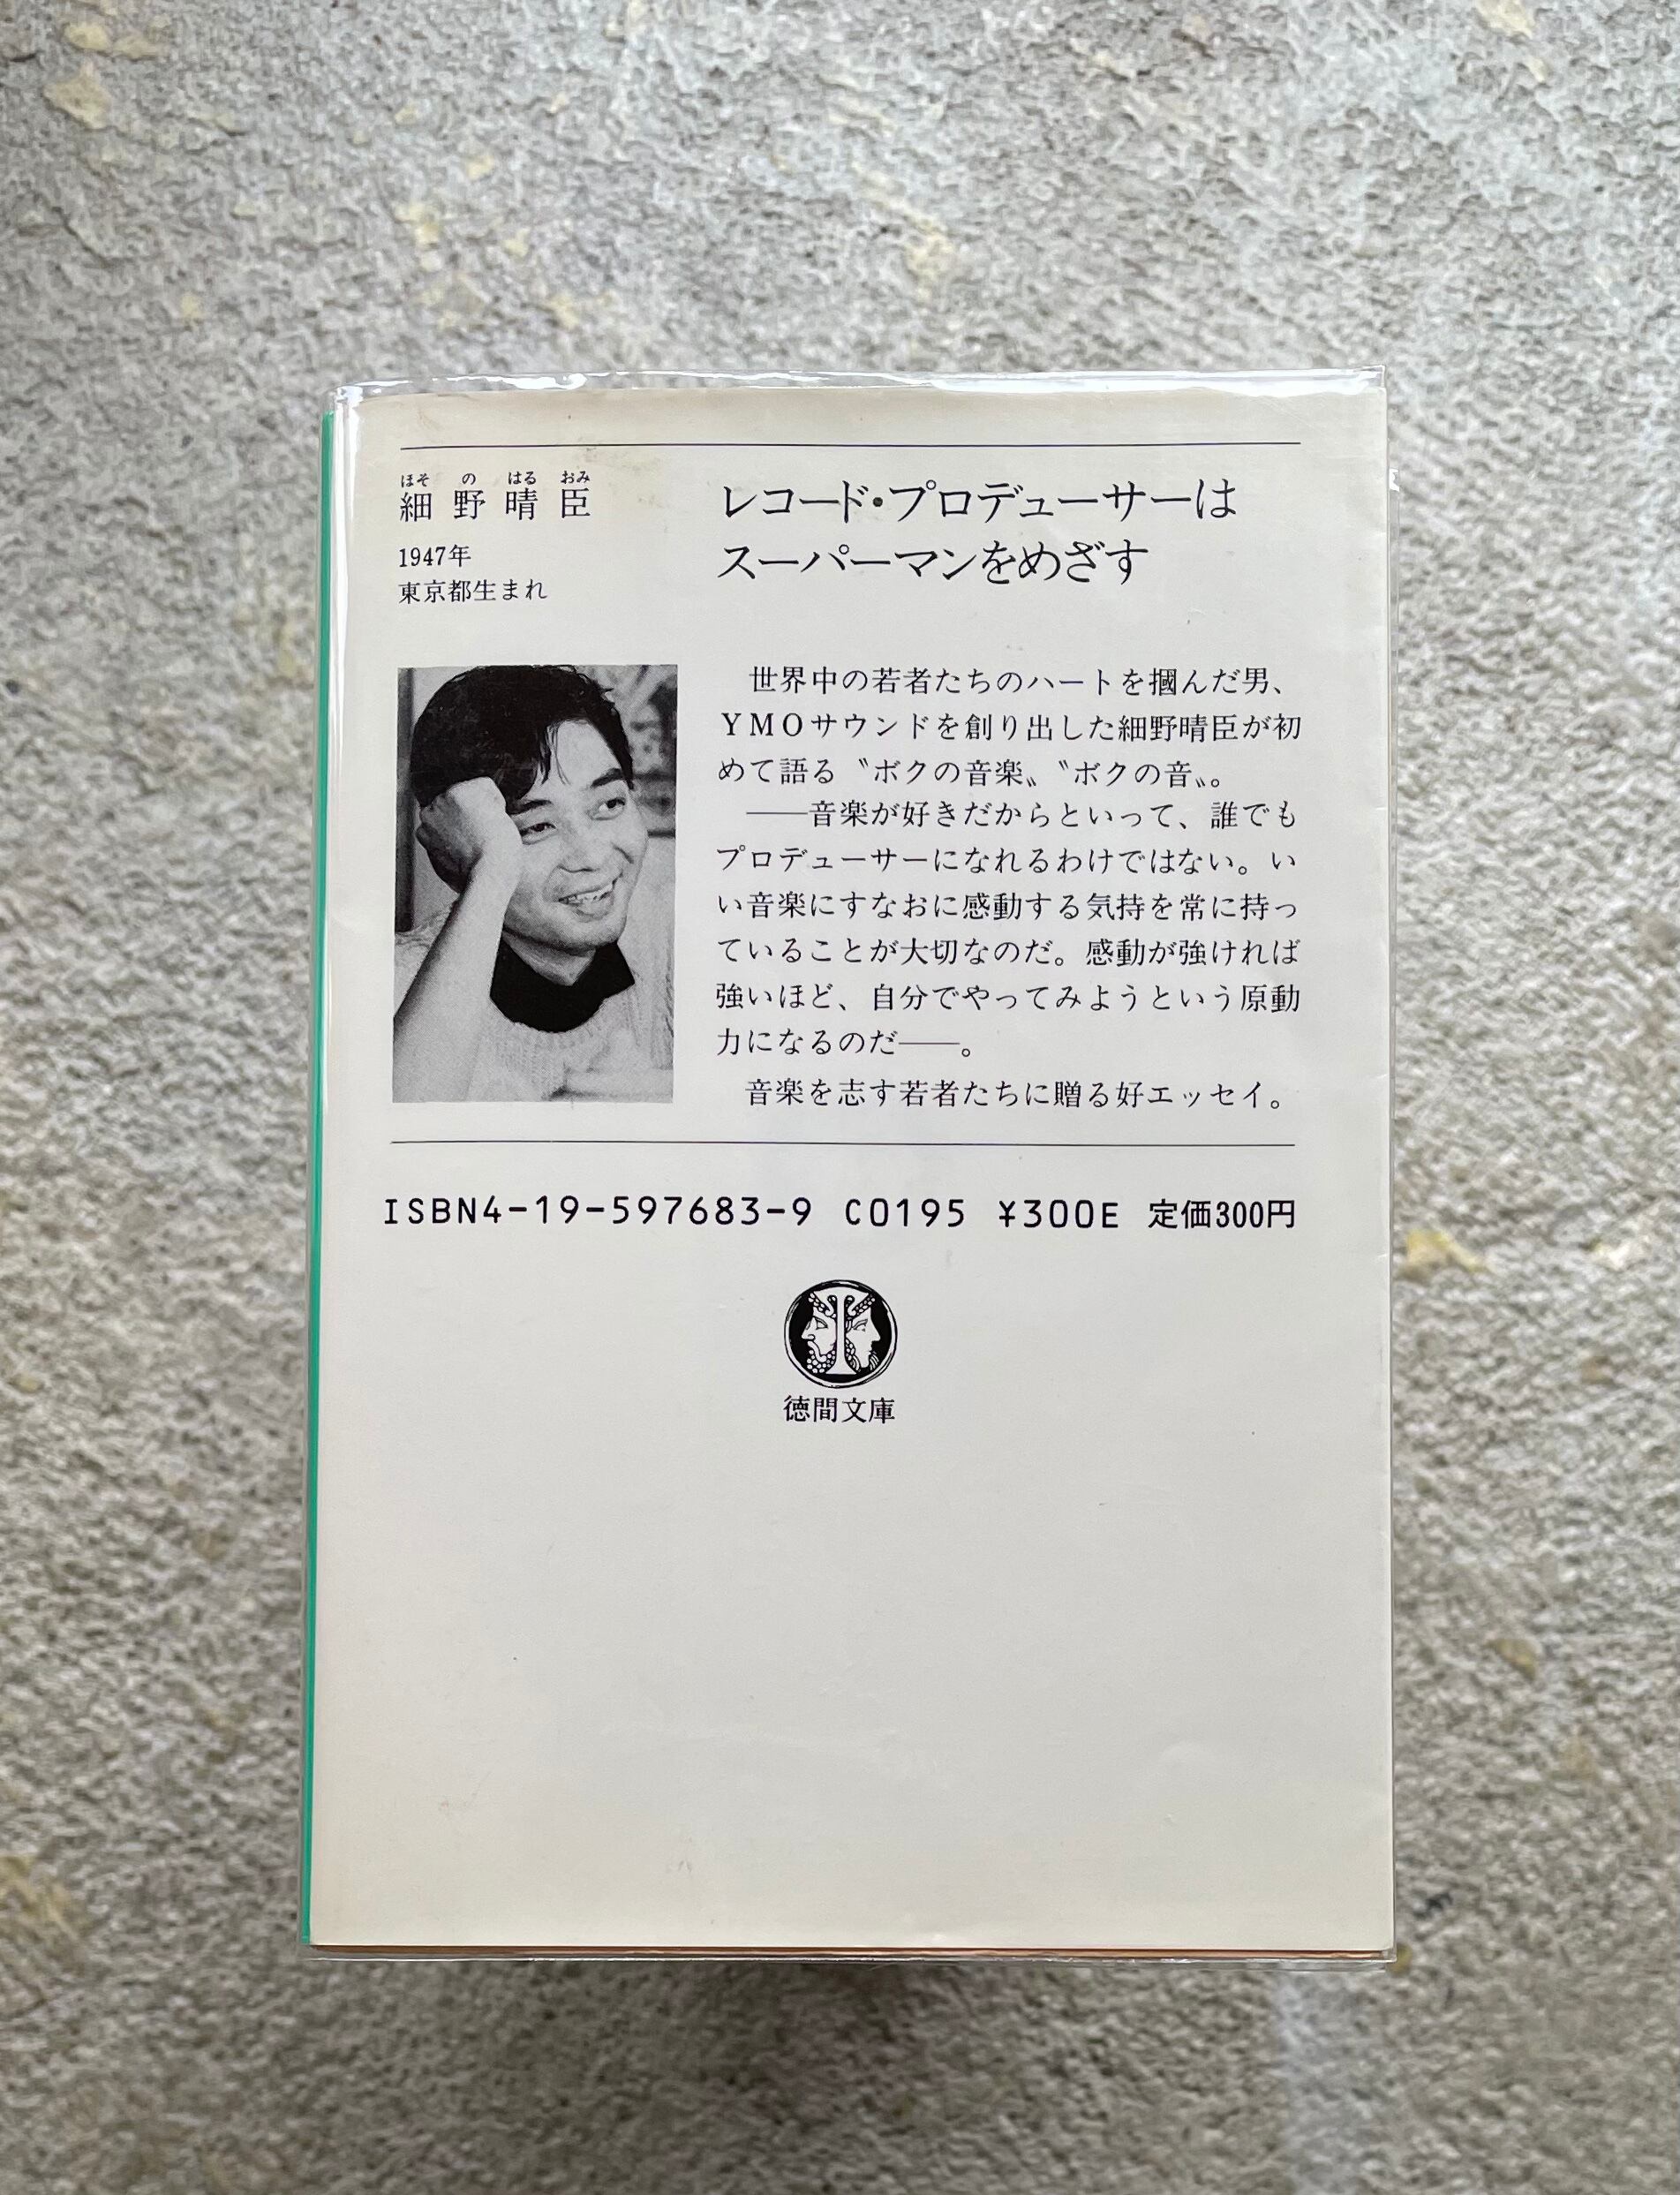 ほそ の はる おみ
細野晴臣
1947年
東京都生まれ
レコード・プロデューサーは
スーパーマンをめざす
世界中の若者たちのハートを摑んだ男、
YMOサウンドを創り出した細野晴臣が初
めて語る〝ボクの音楽〟〝ボクの音〟。
――音楽が好きだからといって、誰でも
プロデューサーになれるわけではない。い
い音楽にすなおに感動する気持を常に持っ
ていることが大切なのだ。感動が強ければ
強いほど、自分でやってみようという原動
力になるのだ――。
音楽を志す若者たちに贈る好エッセイ。
ISBN4-19-597683-9 C0195 ¥300E 定価300円
徳間文庫